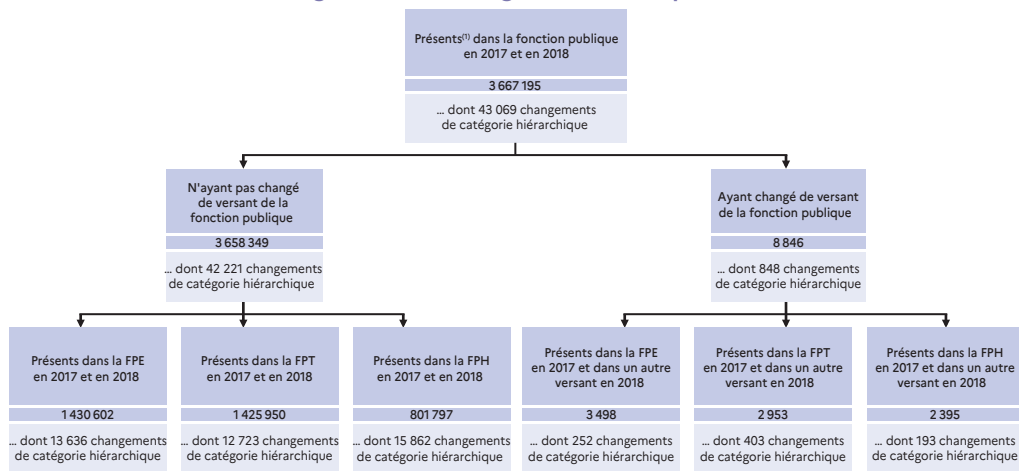 Présents(1) dans la fonction publique
en 2017 et en 2018
3 667 195
... dont 43 069 changements
de catégorie hiérarchique
N'ayant pas changé
de versant de la
fonction publique
3 658 349
... dont 42 221 changements
de catégorie hiérarchique
Ayant changé de versant
de la fonction publique
8 846
... dont 848 changements
de catégorie hiérarchique
Présents dans la FPE
en 2017 et en 2018
1 430 602
... dont 13 636 changements
de catégorie hiérarchique
Présents dans la FPT
en 2017 et en 2018
1 425 950
... dont 12 723 changements
de catégorie hiérarchique
Présents dans la FPH
en 2017 et en 2018
801 797
... dont 15 862 changements
de catégorie hiérarchique
Présents dans la FPE
en 2017 et dans un autre
versant en 2018
3 498
... dont 252 changements
de catégorie hiérarchique
Présents dans la FPT
en 2017 et dans un autre
versant en 2018
2 953
... dont 403 changements
de catégorie hiérarchique
Présents dans la FPH
en 2017 et dans un autre
versant en 2018
2 395
... dont 193 changements
de catégorie hiérarchique